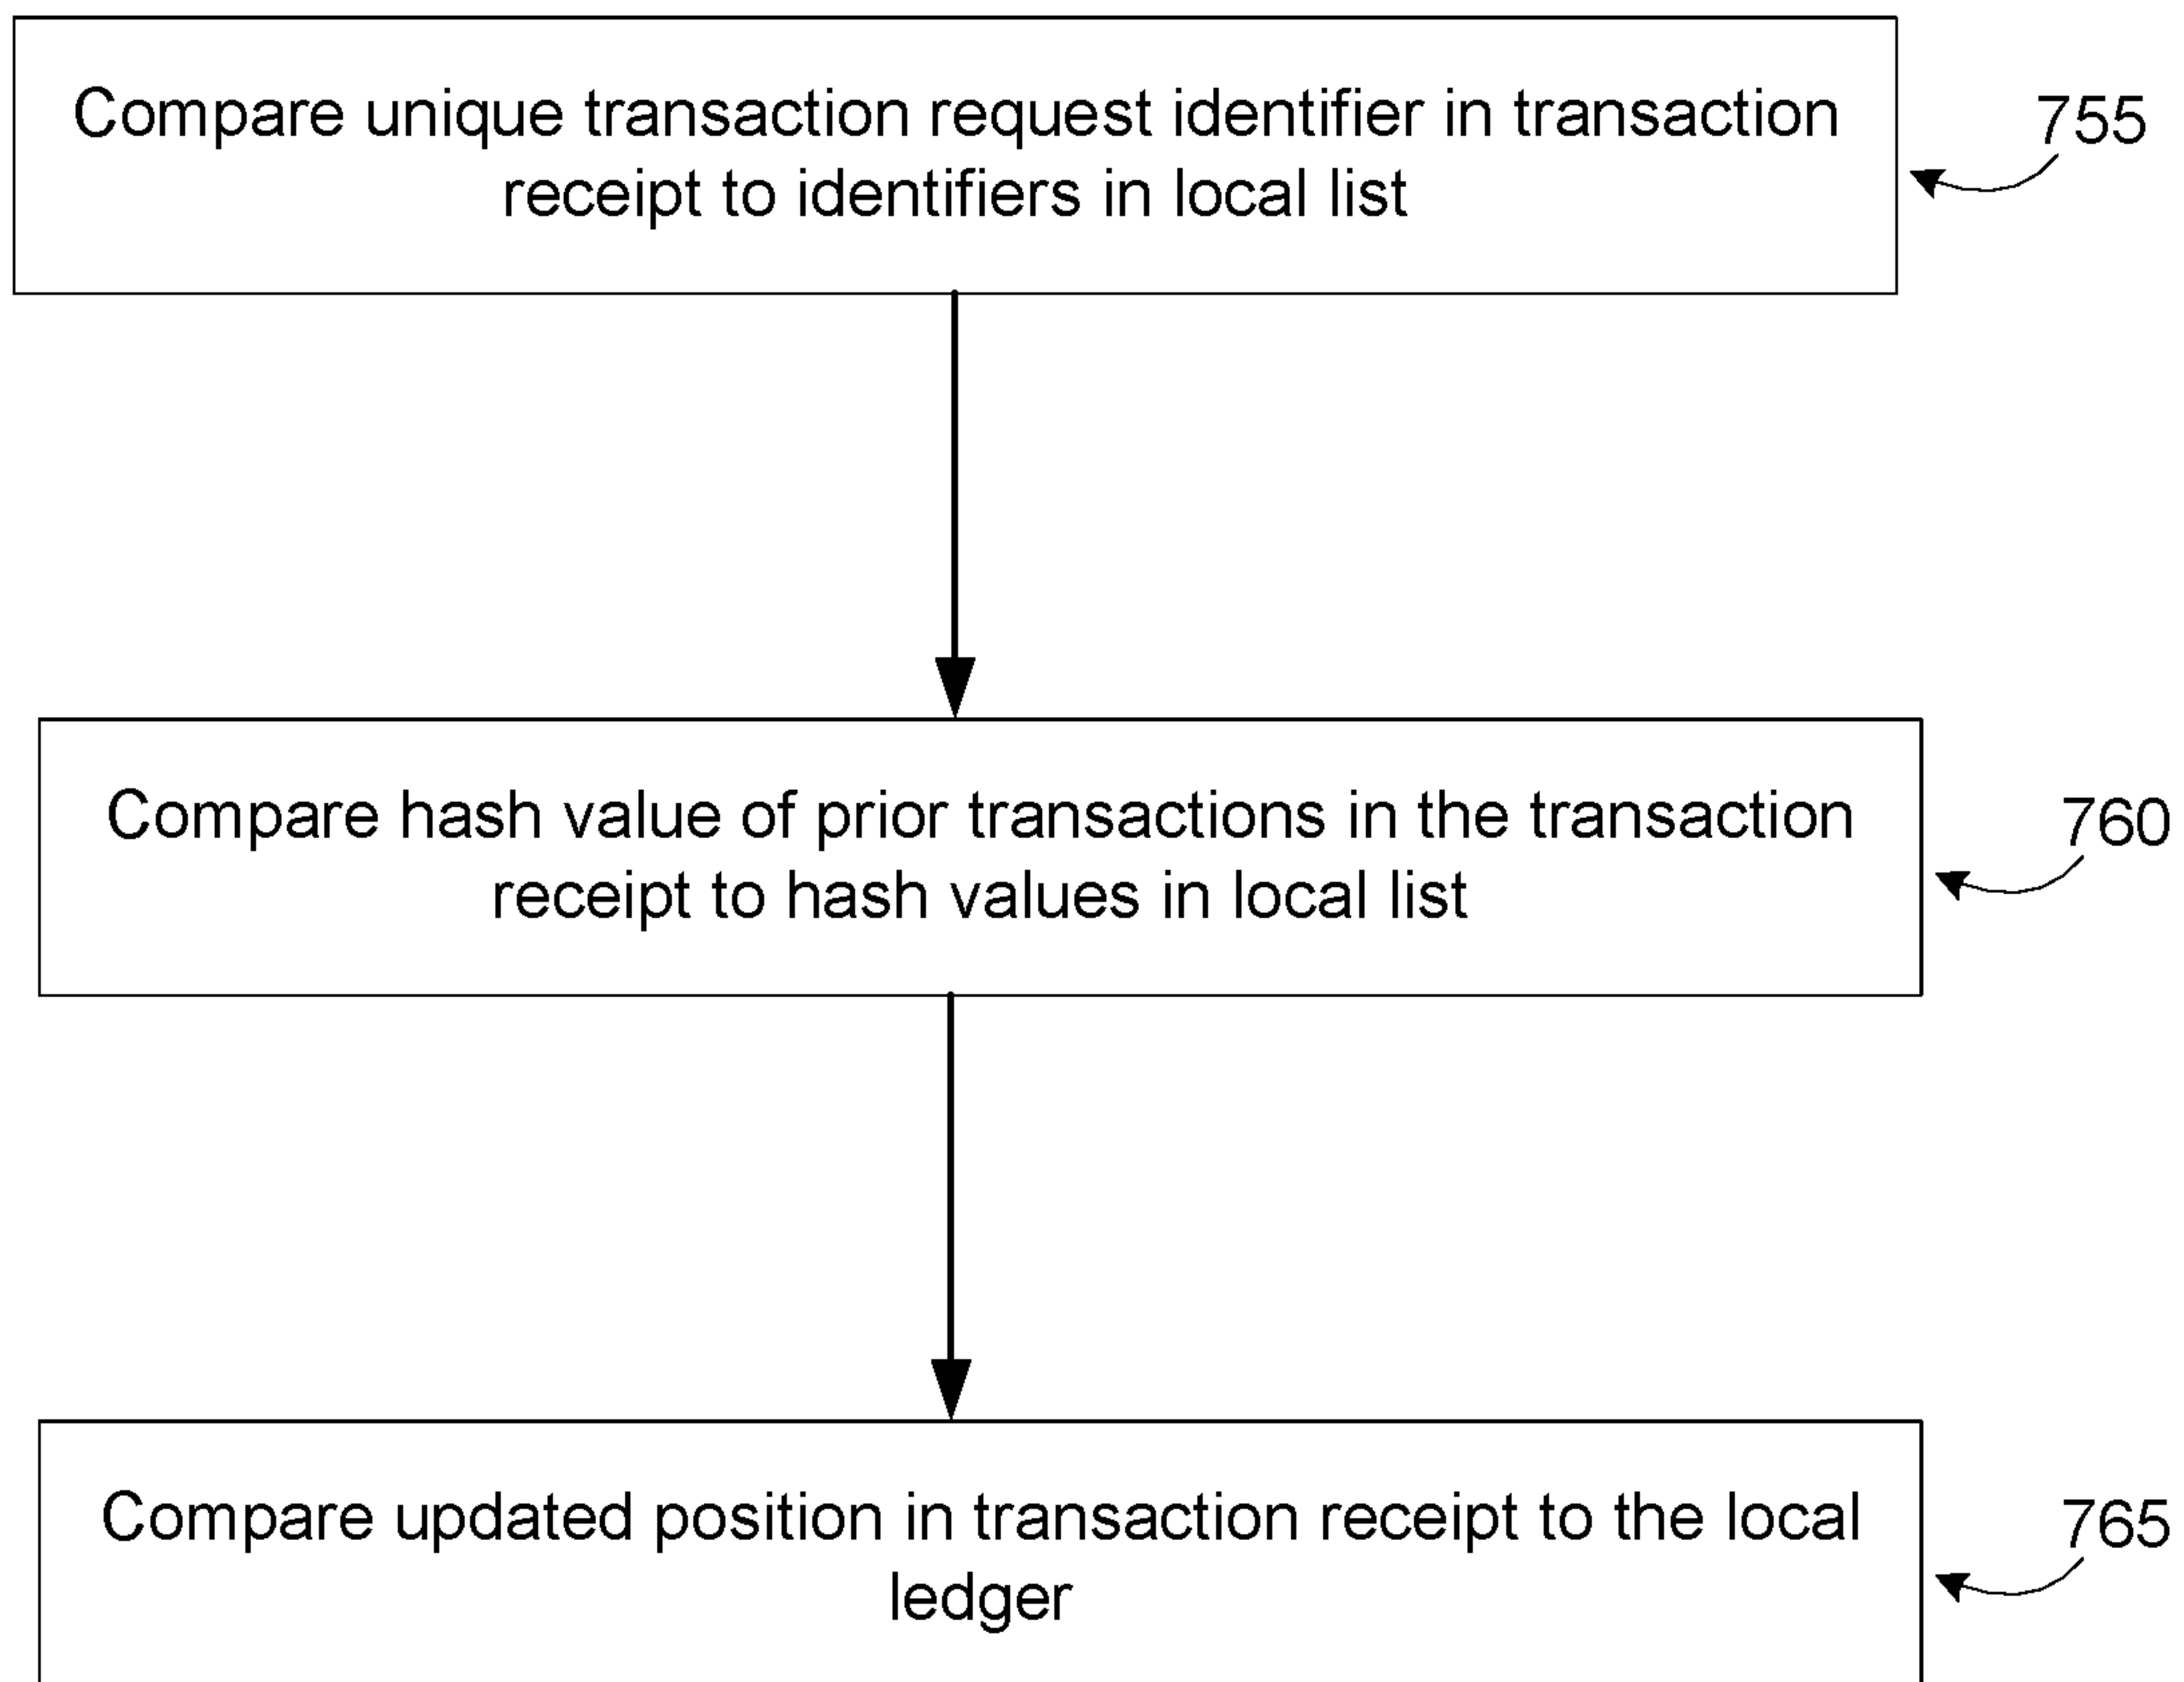 Compare unique transaction request identifier in transaction
receipt to identifiers in local list
755
Compare hash value of prior transactions in the transaction
receipt to hash values in local list
760
Compare updated position in transaction receipt to the local
ledger
765